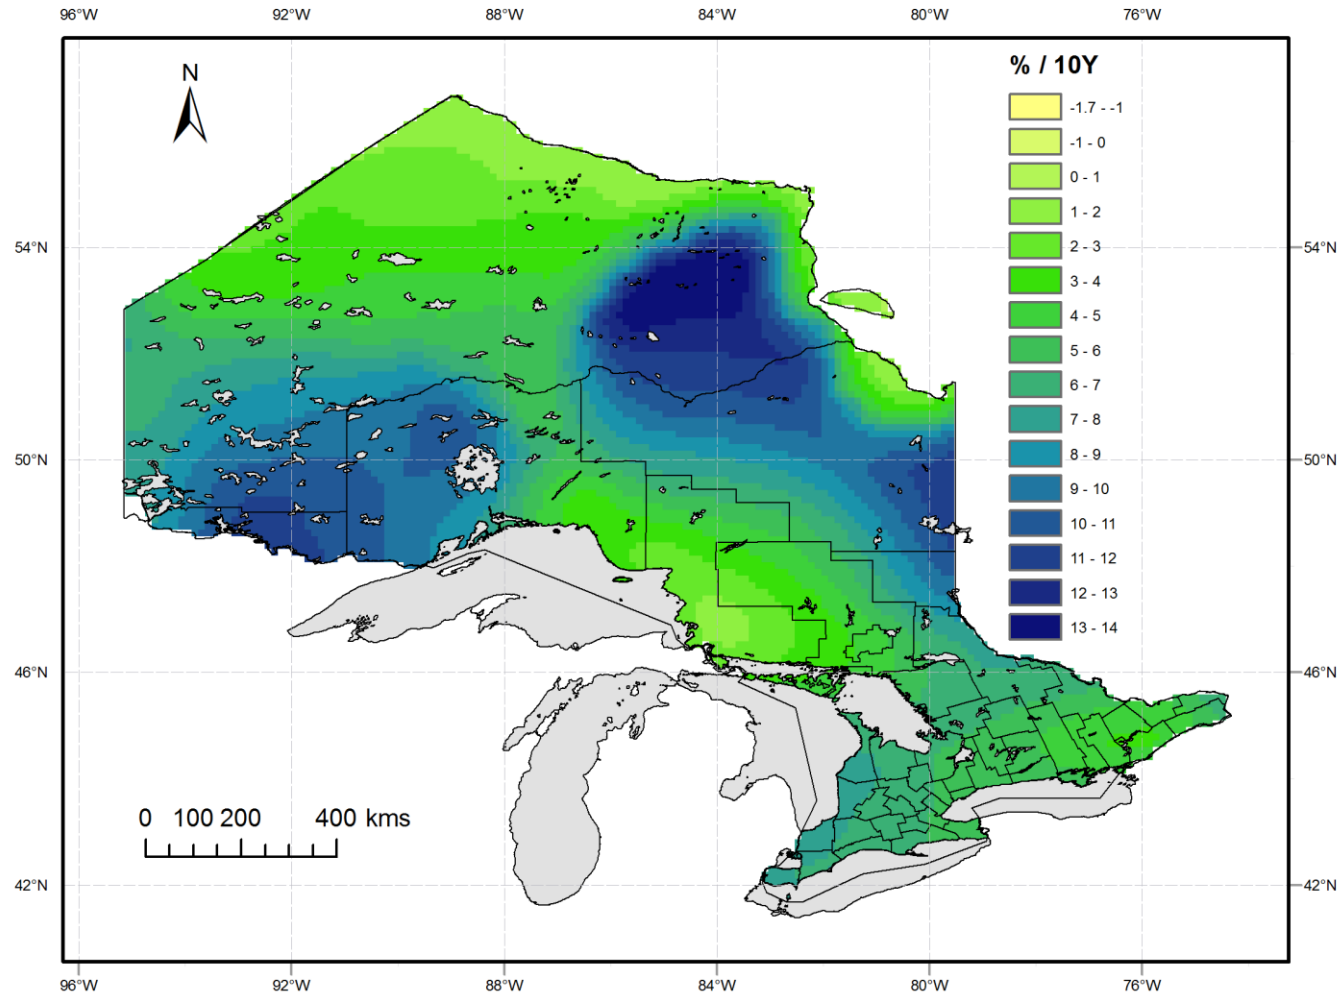 96°W 92°W 88°W 84°W 80°W 76°W
N
% / 10Y
-1.7 - -1
-1 - 0
0 - 1
1 - 2
2 - 3
3 - 4
4 - 5
5 - 6
6 - 7
7 - 8
8 - 9
9 - 10
10 - 11
11 - 12
12 - 13
13 - 14
54°N 54°N
50°N 50°N
46°N 46°N
0 100 200 400 kms
42°N 42°N
96°W 92°W 88°W 84°W 80°W 76°W